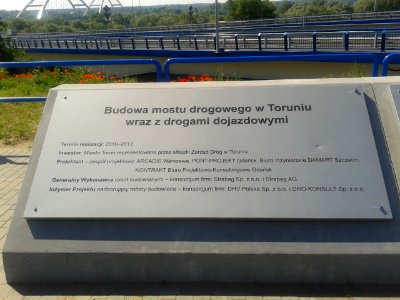 Budowa mostu drogowego w Toruniu
wraz z drogami dojazdowymi
Termin realizacji: 2010-2013
Inwestor: Miasto Toruń reprezentowane przez Miejski Zarząd Dróg w Toruniu
Projektant – zespół projektowy: ARCADIS Warszawa, PONT-PROJEKT Gdańsk, Biuro Inżynierskie DAMART Szczecin,
KONTRAKT Biuro Projektowo-Konsultingowe Gdańsk
Generalny Wykonawca robót budowlanych – konsorcjum firm: Strabag Sp. z o.o. i Strabag AG
Inżynier Projektu nadzorujący roboty budowlane – konsorcjum firm: DHV Polska Sp. z o.o. i EKO-KONSULT Sp. z o.o.